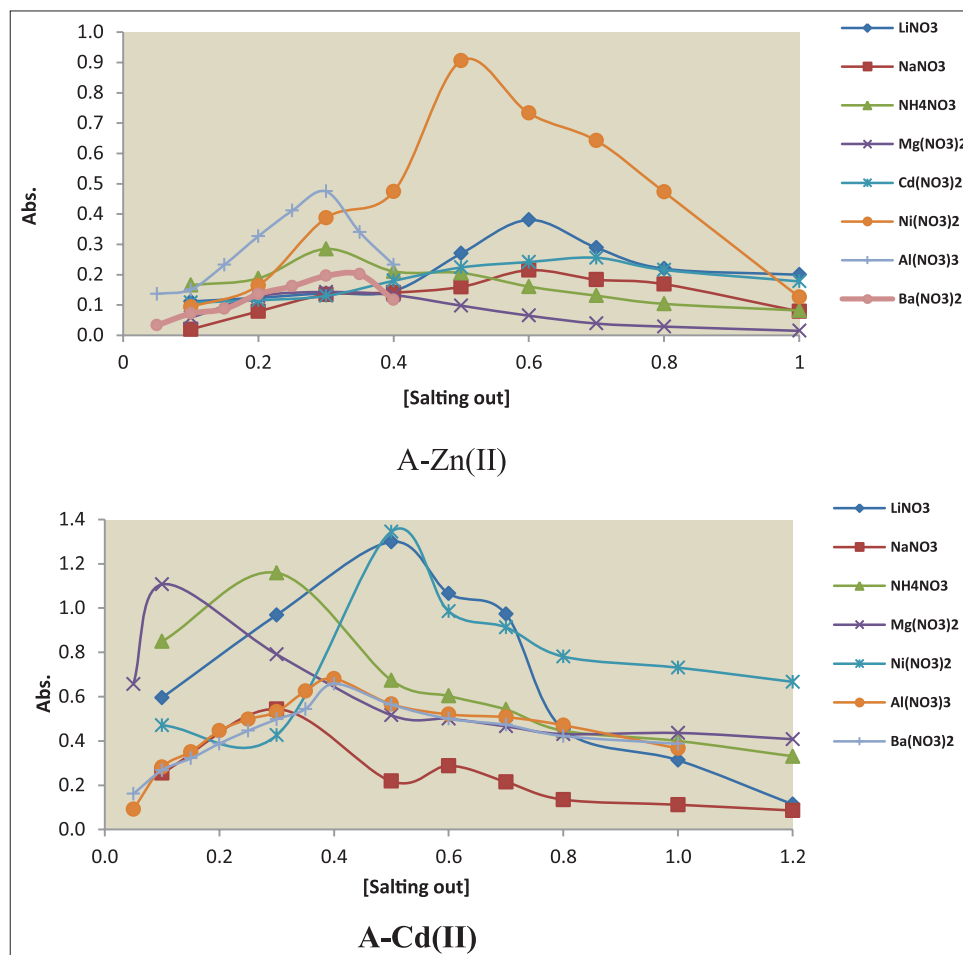 1.0
0.9
0.8
0.7
0.6
0.5
0.4
0.3
0.2
0.1
0.0
Abs.
0 0.2 0.4 0.6 0.8 1
[Salting out]
LiNO3
NaNO3
NH4NO3
Mg(NO3)2
Cd(NO3)2
Ni(NO3)2
Al(NO3)3
Ba(NO3)2
A-Zn(II)
1.4
1.2
1.0
0.8
0.6
0.4
0.2
0.0
Abs.
0.0 0.2 0.4 0.6 0.8 1.0 1.2
[Salting out]
LiNO3
NaNO3
NH4NO3
Mg(NO3)2
Ni(NO3)2
Al(NO3)3
Ba(NO3)2
A-Cd(II)